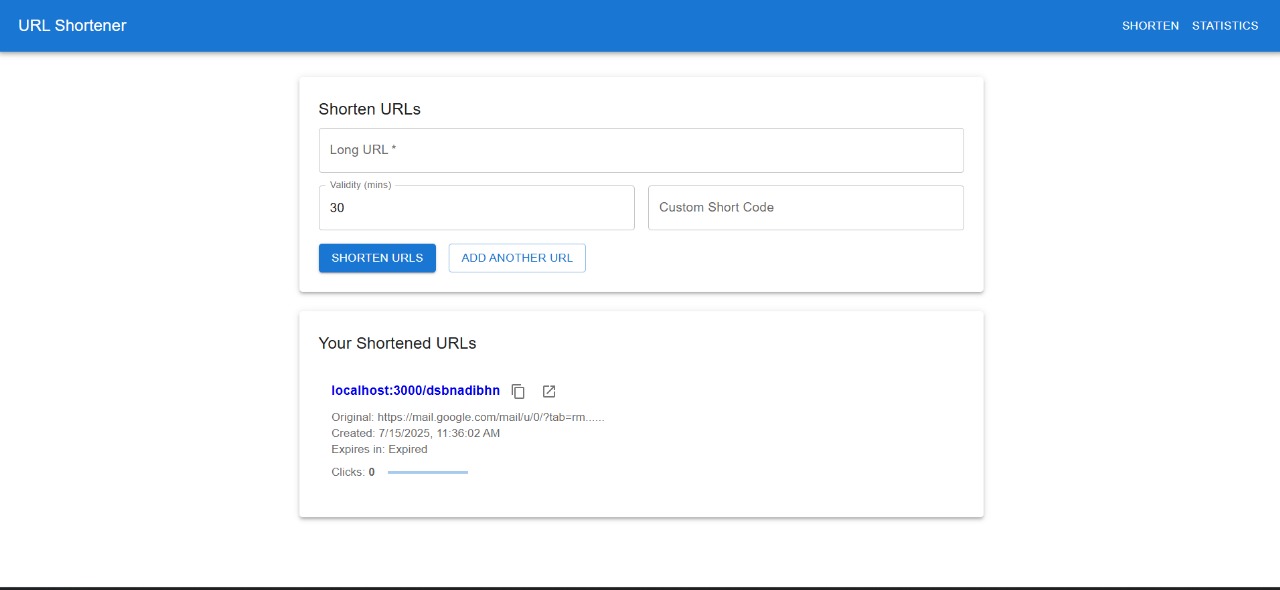 URL Shortener
SHORTEN STATISTICS
Shorten URLs
Long URL *
Validity (mins)
30
Custom Short Code
SHORTEN URLS
ADD ANOTHER URL
Your Shortened URLs
localhost:3000/dsbnadibhn
Original: https://mail.google.com/mail/u/0/?tab=rm......
Created: 7/15/2025, 11:36:02 AM
Expires in: Expired
Clicks: 0